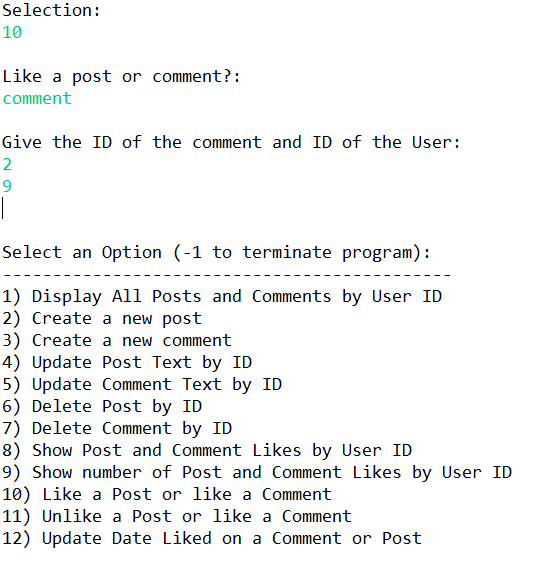 Selection:
10
Like a post or comment?:
comment
Give the ID of the comment and ID of the User:
2
9
Select an Option (-1 to terminate program):
---------------------------------------------
1) Display All Posts and Comments by User ID
2) Create a new post
3) Create a new comment
4) Update Post Text by ID
5) Update Comment Text by ID
6) Delete Post by ID
7) Delete Comment by ID
8) Show Post and Comment Likes by User ID
9) Show number of Post and Comment Likes by User ID
10) Like a Post or like a Comment
11) Unlike a Post or like a Comment
12) Update Date Liked on a Comment or Post